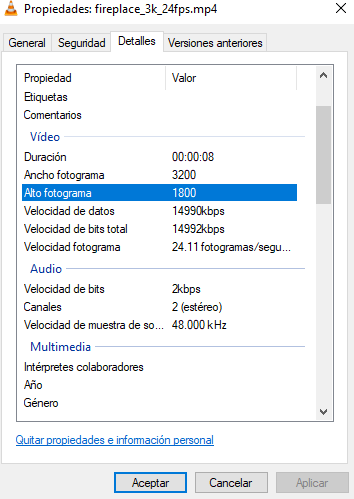 Propiedades: fireplace_3k_24fps.mp4
General Seguridad Detalles Versiones anteriores
Propiedad Valor
Etiquetas
Comentarios
Vídeo
Duración 00:00:08
Ancho fotograma 3200
Alto fotograma 1800
Velocidad de datos 14990kbps
Velocidad de bits total 14992kbps
Velocidad fotograma 24.11 fotogramas/segu...
Audio
Velocidad de bits 2kbps
Canales 2 (estéreo)
Velocidad de muestra de so... 48.000 kHz
Multimedia
Intérpretes colaboradores
Año
Género
Quitar propiedades e información personal
Aceptar Cancelar Aplicar